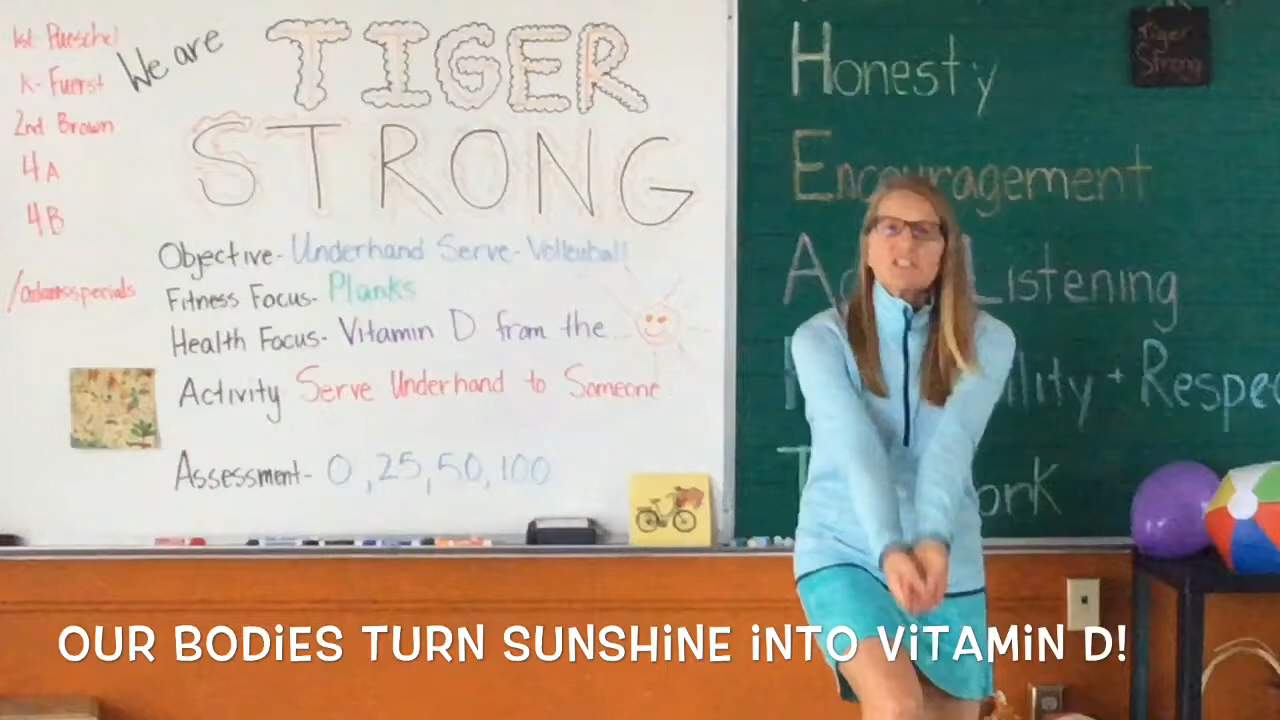 1st Pueschel
K- Fuerst
2nd Brown
4A
4B
/adamsspecials
We are
TIGER
STRONG
Objective- Underhand Serve- Volleyball
Fitness Focus- Planks
Health Focus- Vitamin D from the...
Activity Serve Underhand to Someone
Assessment- 0, 25, 50, 100
Honesty
Encouragement
Listening
ility + Respec
T ork
Tiger
Strong
OUR BODiES TURN SUNSHiNE iNTO ViTAMiN D!